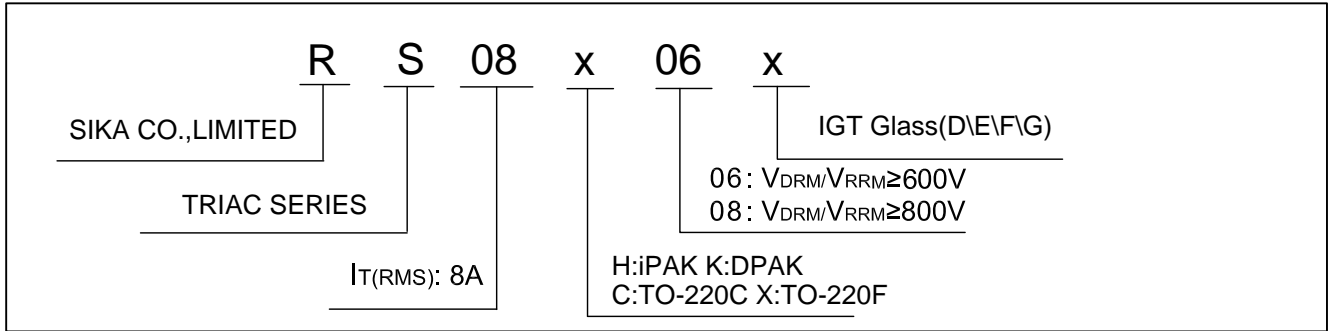 R S 08 x 06 x
SIKA CO.,LIMITED
IGT Glass(D\E\F\G)
06: VDRM/VRRM≥600V
08: VDRM/VRRM≥800V
TRIAC SERIES
IT(RMS): 8A
H:iPAK K:DPAK
C:TO-220C X:TO-220F